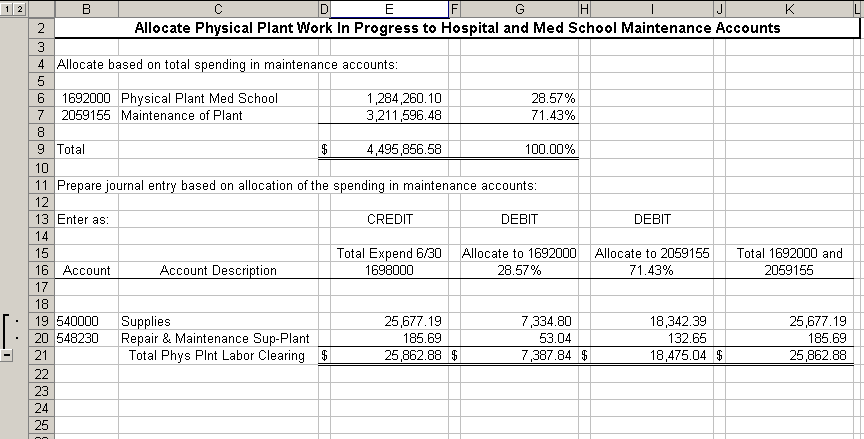 1 2 B C D E F G H I J K L
2 Allocate Physical Plant Work In Progress to Hospital and Med School Maintenance Accounts
3
4 Allocate based on total spending in maintenance accounts:
5
6 1692000 Physical Plant Med School 1,284,260.10 28.57%
7 2059155 Maintenance of Plant 3,211,596.48 71.43%
8
9 Total $ 4,495,856.58 100.00%
10
11 Prepare journal entry based on allocation of the spending in maintenance accounts:
12
13 Enter as: CREDIT DEBIT DEBIT
14
15 Total Expend 6/30 Allocate to 1692000 Allocate to 2059155 Total 1692000 and
16 Account Account Description 1698000 28.57% 71.43% 2059155
17
18
19 540000 Supplies 25,677.19 7,334.80 18,342.39 25,677.19
20 548230 Repair & Maintenance Sup-Plant 185.69 53.04 132.65 185.69
21 Total Phys Plnt Labor Clearing $ 25,862.88 $ 7,387.84 $ 18,475.04 $ 25,862.88
22
23
24
25